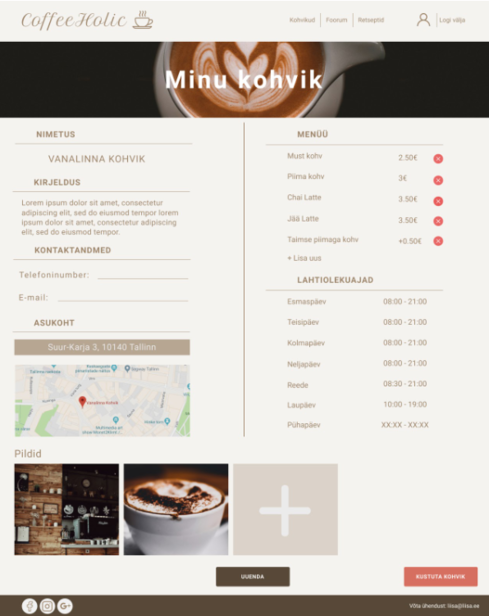 CoffeeHolic
Kohvikud
Foorum
Retseptid
Logi välja
Minu kohvik
NIMETUS
VANALINNA KOHVIK
KIRJELDUS
Lorem ipsum dolor sit amet, consectetur
adipiscing elit, sed do eiusmod tempor lorem
ipsum dolor sit amet, consectetur adipiscing
elit, sed do eiusmod tempor.
KONTAKTANDMED
Telefoninumber:
E-mail:
ASUKOHT
Suur-Karja 3, 10140 Tallinn
Vanalinna Kohvik
MENÜÜ
Must kohv 2.50€
Piima kohv 3€
Chai Latte 3.50€
Jää Latte 3.50€
Taimse piimaga kohv +0.50€
+ Lisa uus
LAHTIOLEKUAJAD
Esmaspäev 08:00 - 21:00
Teisipäev 08:00 - 21:00
Kolmapäev 08:00 - 21:00
Neljapäev 08:00 - 21:00
Reede 08:30 - 21:00
Laupäev 10:00 - 19:00
Pühapäev XX:XX - XX:XX
Pildid
UUENDA
KUSTUTA KOHVIK
Võta ühendust: liisa@liisa.ee